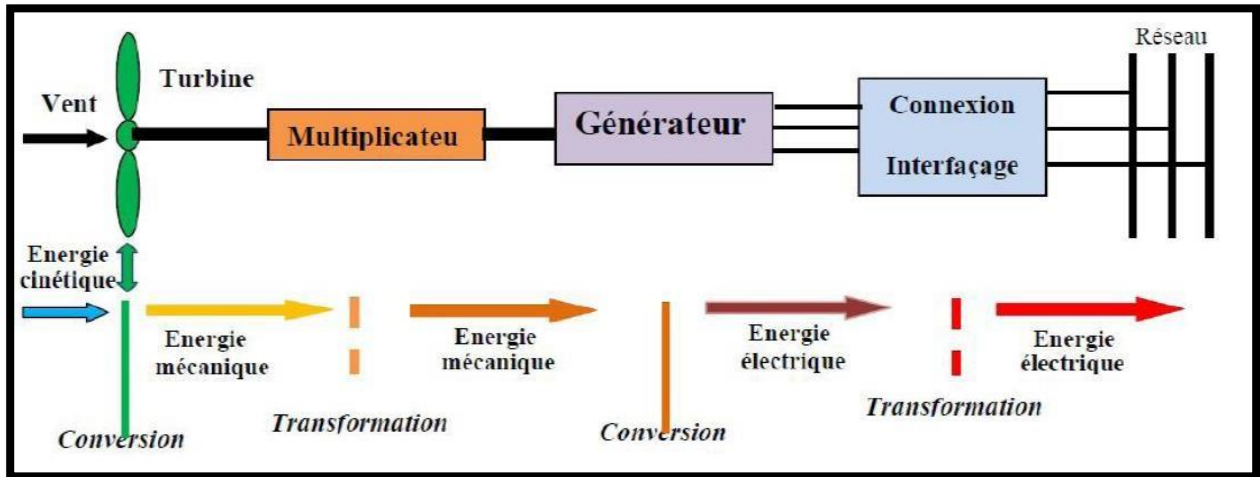 Réseau
Turbine
Vent
Multiplicateu
Générateur
Connexion
Interfaçage
Energie
cinétique
Energie
mécanique
Energie
mécanique
Energie
électrique
Energie
électrique
Conversion
Transformation
Conversion
Transformation